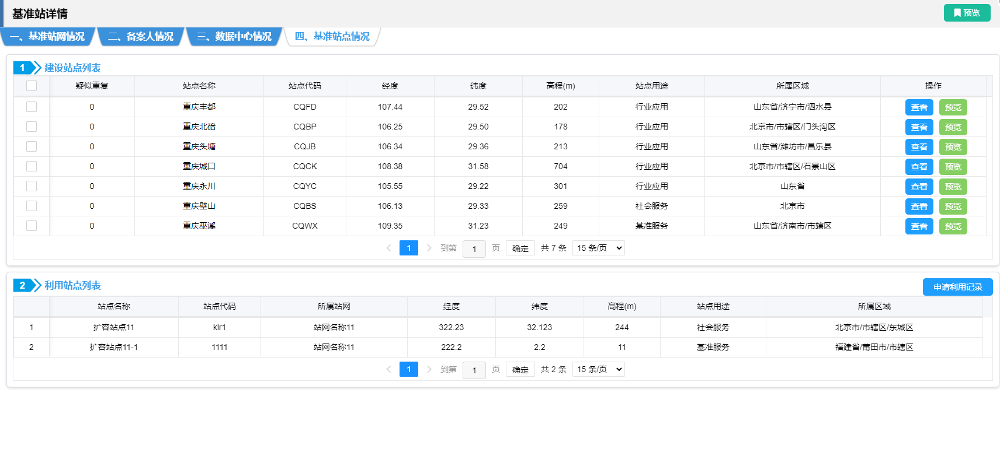 基准站详情 预览
一、基准站网情况 二、备案人情况 三、数据中心情况 四、基准站点情况
1 建设站点列表
疑似重复 站点名称 站点代码 经度 纬度 高程(m) 站点用途 所属区域 操作
0 重庆丰都 CQFD 107.44 29.52 202 行业应用 山东省/济宁市/泗水县 查看 预览
0 重庆北碚 CQBP 106.25 29.50 178 行业应用 北京市/市辖区/门头沟区 查看 预览
0 重庆头塘 CQJB 106.34 29.36 213 行业应用 山东省/潍坊市/昌乐县 查看 预览
0 重庆城口 CQCK 108.38 31.58 704 行业应用 北京市/市辖区/石景山区 查看 预览
0 重庆永川 CQYC 105.55 29.22 301 行业应用 山东省 查看 预览
0 重庆壁山 CQBS 106.13 29.33 259 社会服务 北京市 查看 预览
0 重庆巫溪 CQWX 109.35 31.23 249 基准服务 山东省/济南市/市辖区 查看 预览
1 到第 1 页 确定 共 7 条 15 条/页
2 利用站点列表 申请利用记录
站点名称 站点代码 所属站网 经度 纬度 高程(m) 站点用途 所属区域
1 扩容站点11 klr1 站网名称11 322.23 32.123 244 社会服务 北京市/市辖区/东城区
2 扩容站点11-1 1111 站网名称11 222.2 2.2 11 基准服务 福建省/莆田市/市辖区
1 到第 1 页 确定 共 2 条 15 条/页